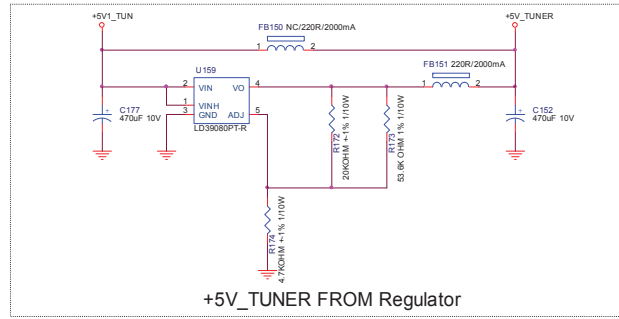 +5V1_TUN
+5V_TUNER
FB150 NC/220R/2000mA
1
2
FB151 220R/2000mA
1
2
U159
2
VIN
VO
4
1
VINH
3
GND
ADJ
5
LD39080PT-R
C177
470uF 10V
C152
470uF 10V
R172
20KOHM +-1% 1/10W
R173
53.6K OHM 1% 1/10W
R174
4.7KOHM +-1% 1/10W
+5V_TUNER FROM Regulator